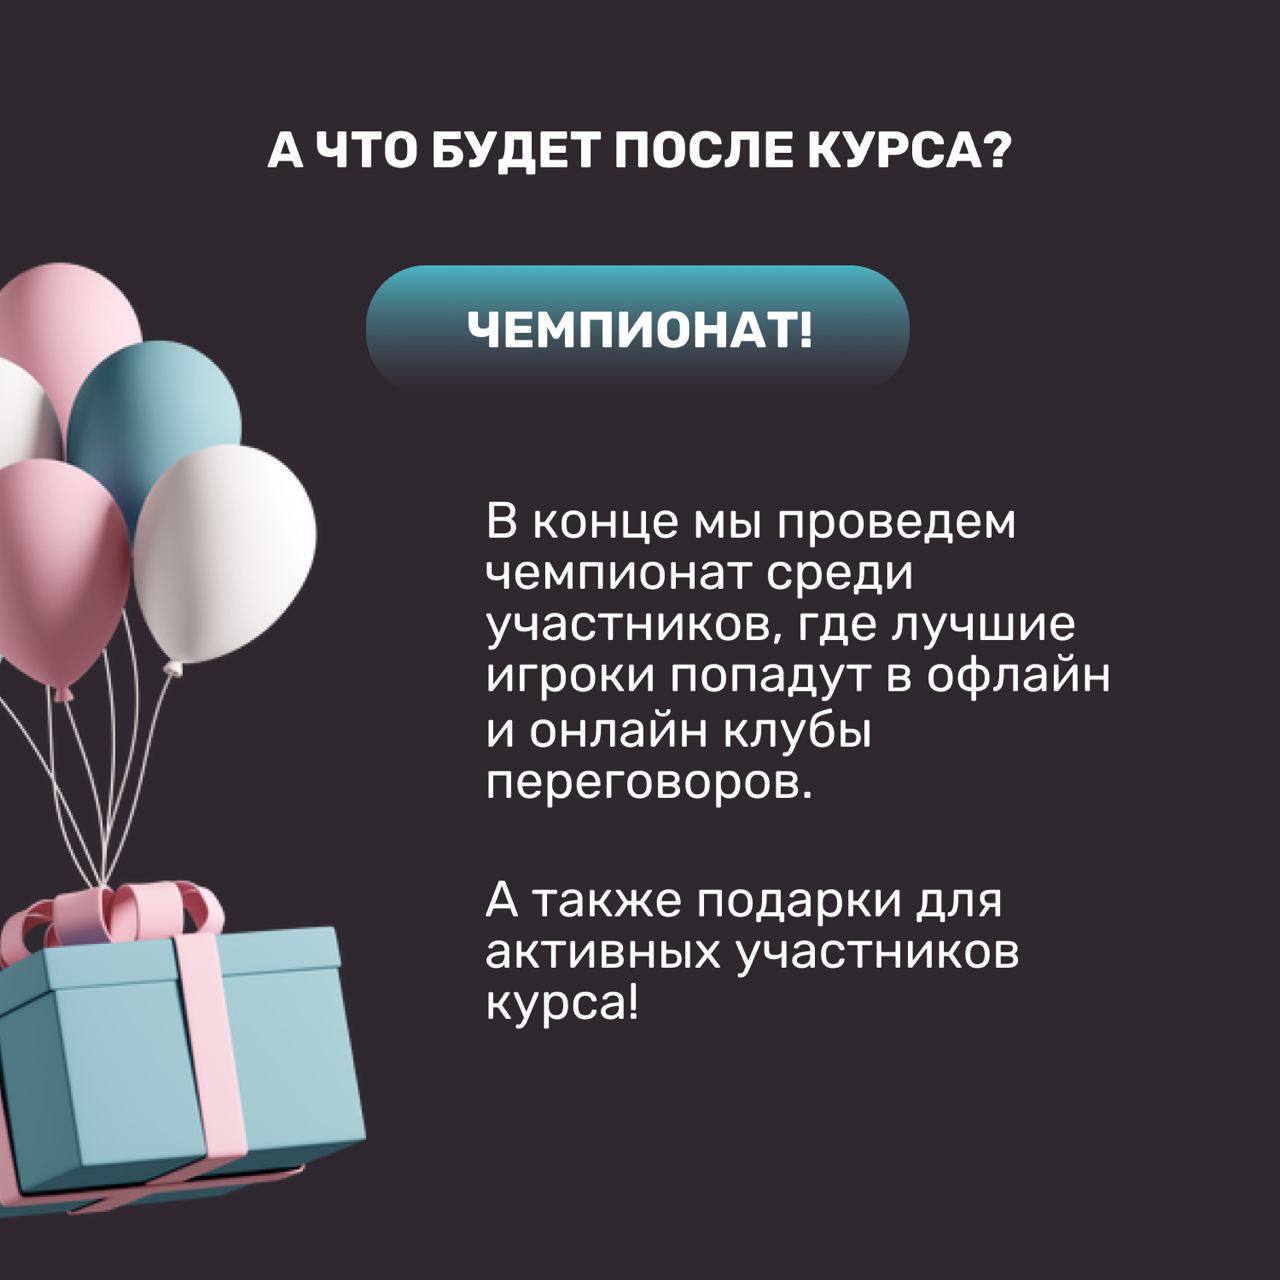 А ЧТО БУДЕТ ПОСЛЕ КУРСА?
ЧЕМПИОНАТ!
В конце мы проведем
чемпионат среди
участников, где лучшие
игроки попадут в офлайн
и онлайн клубы
переговоров.
А также подарки для
активных участников
курса!